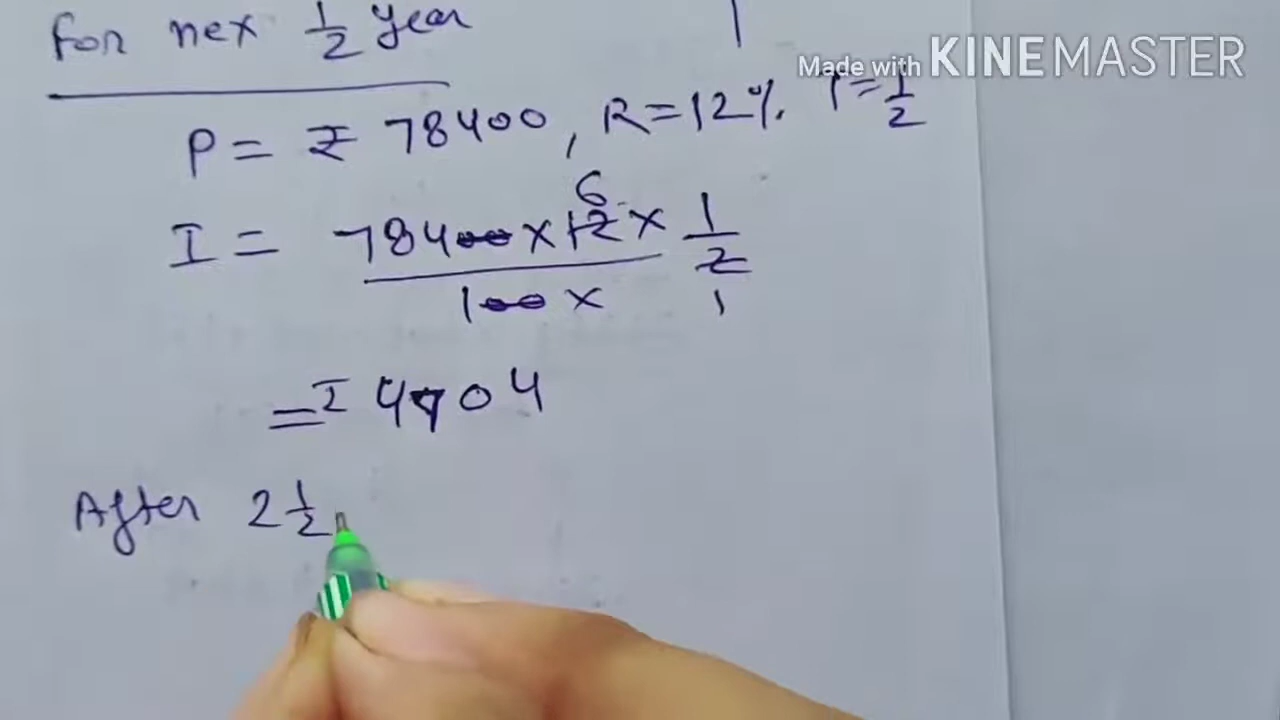 for nex 1/2 year
Made with KINEMASTER
P = ₹ 78400, R = 12% T = 1/2
I = 78400 × 12 × 1 / 100 × 2
6
1
= I 4704
After 2 1/2